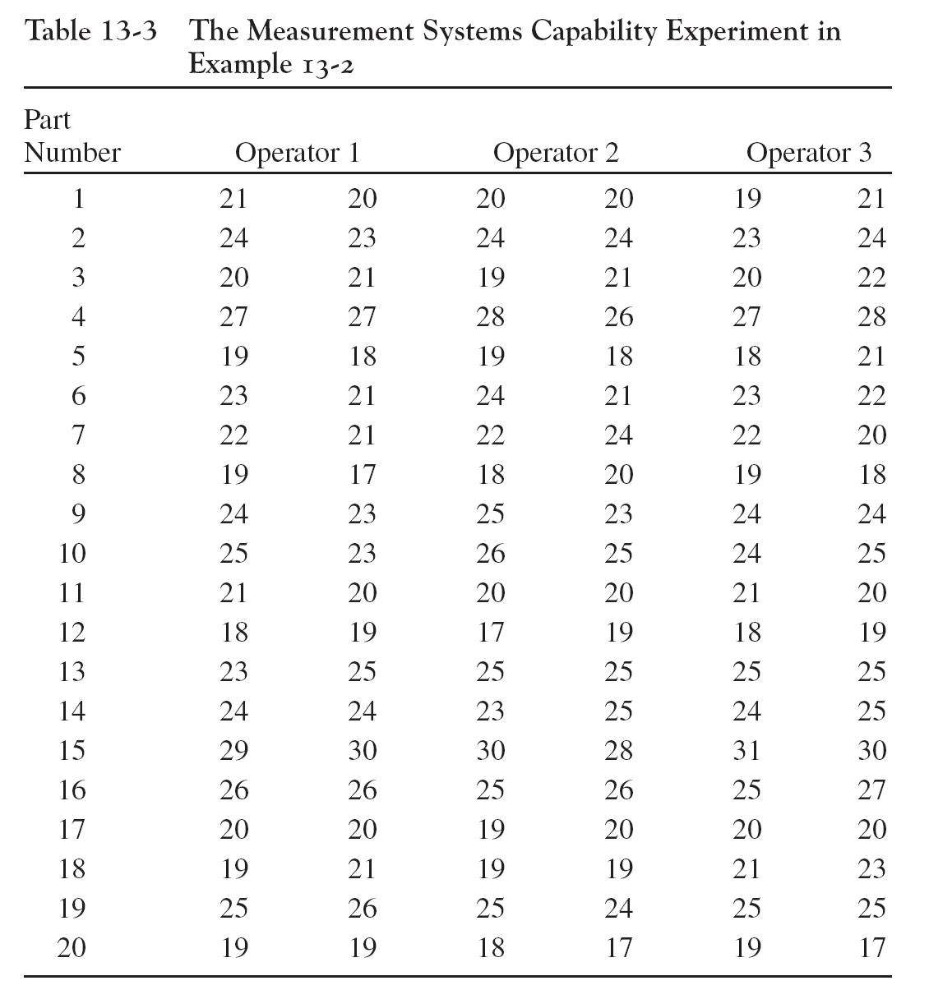 Table 13-3 The Measurement Systems Capability Experiment in
Example 13-2
Part
Number Operator 1 Operator 2 Operator 3
1 21 20 20 20 19 21
2 24 23 24 24 23 24
3 20 21 19 21 20 22
4 27 27 28 26 27 28
5 19 18 19 18 18 21
6 23 21 24 21 23 22
7 22 21 22 24 22 20
8 19 17 18 20 19 18
9 24 23 25 23 24 24
10 25 23 26 25 24 25
11 21 20 20 20 21 20
12 18 19 17 19 18 19
13 23 25 25 25 25 25
14 24 24 23 25 24 25
15 29 30 30 28 31 30
16 26 26 25 26 25 27
17 20 20 19 20 20 20
18 19 21 19 19 21 23
19 25 26 25 24 25 25
20 19 19 18 17 19 17